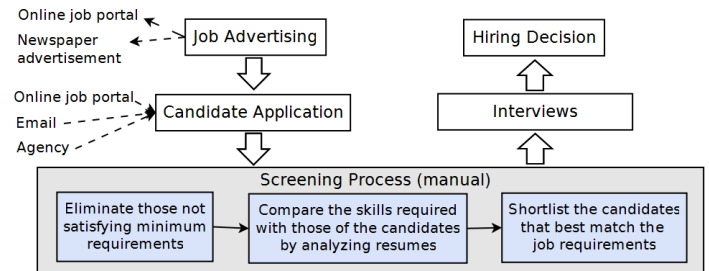 Online job portal
Newspaper
advertisement
Job Advertising
Hiring Decision
Online job portal
Email
Agency
Candidate Application
Interviews
Screening Process (manual)
Eliminate those not
satisfying minimum
requirements
Compare the skills required
with those of the candidates
by analyzing resumes
Shortlist the candidates
that best match the
job requirements